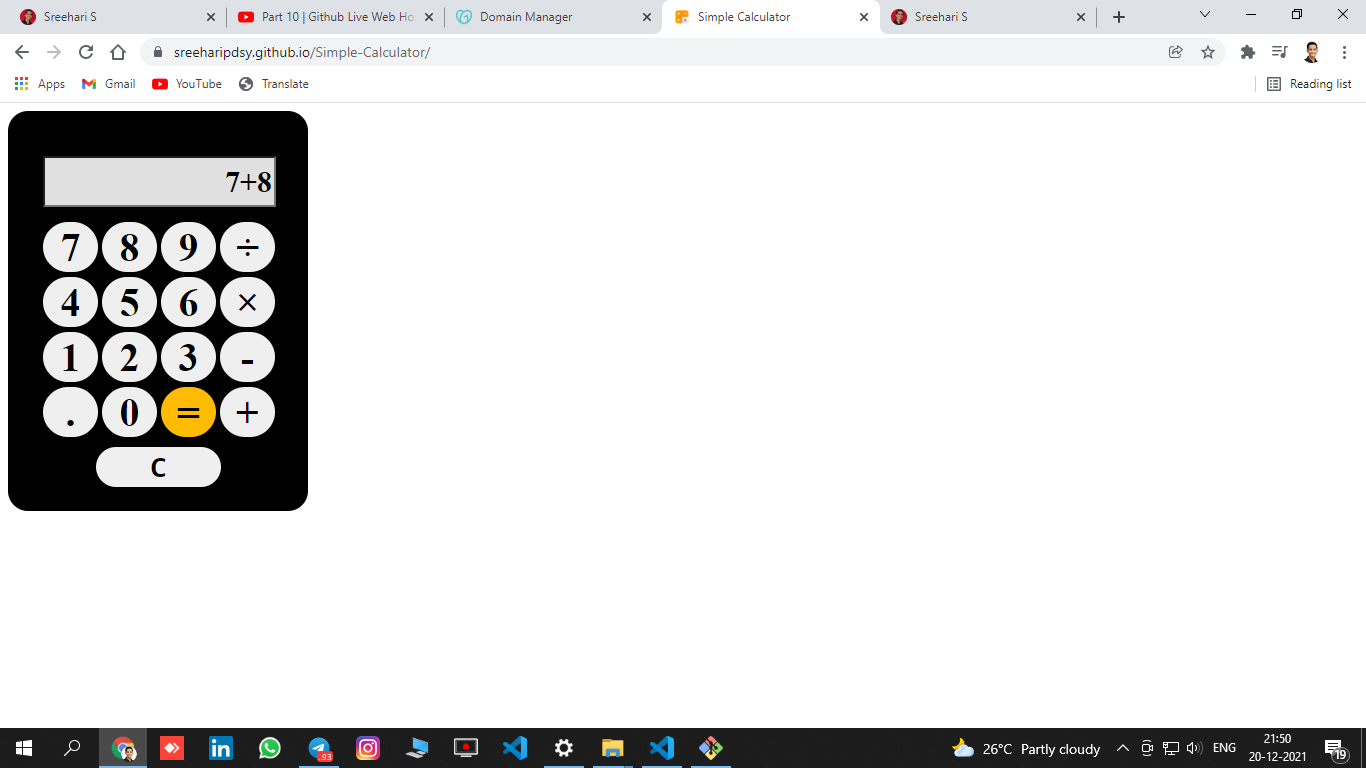 Sreehari S
Part 10 | Github Live Web Ho
Domain Manager
Simple Calculator
Sreehari S
sreeharipdsy.github.io/Simple-Calculator/
Apps
Gmail
YouTube
Translate
Reading list
7+8
7 8 9 ÷
4 5 6 ×
1 2 3 -
. 0 = +
C
.93
26°C Partly cloudy
ENG
21:50
20-12-2021
19